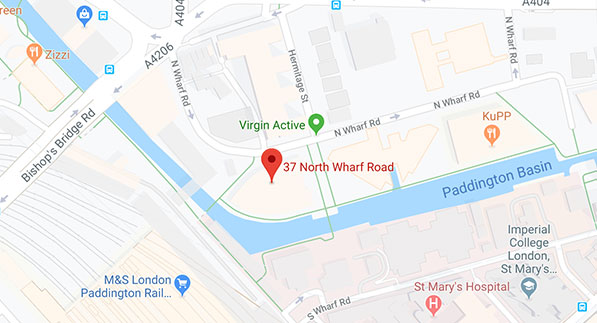 reen
Zizzi
A404
A4206
N Wharf Rd
Hermitage St
A404
N Wharf Rd
Bishop's Bridge Rd
Virgin Active
N Wharf Rd
N Wharf Rd
KuPP
37 North Wharf Road
Paddington Basin
M&S London
Paddington Rail...
St Mary's Hospital
H
Imperial
College
London,
St Mary's...
S Wharf Rd